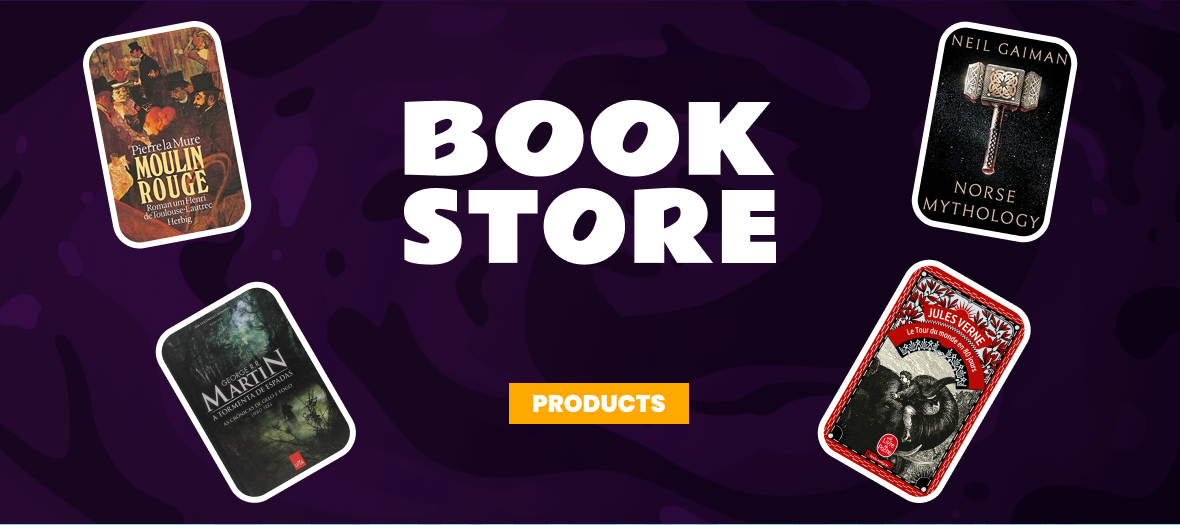 Pierre la Mure
MOULIN
ROUGE
Roman um Henri
de Toulouse-Lautrec
Herbig
NEIL GAIMAN
NORSE
MYTHOLOGY
BOOK
STORE
PRODUCTS
GEORGE R.R.
MARTIN
A TORMENTA DE ESPADAS
AS CRÔNICAS DE GELO E FOGO
JULES VERNE
Le Tour du monde en 80 jours